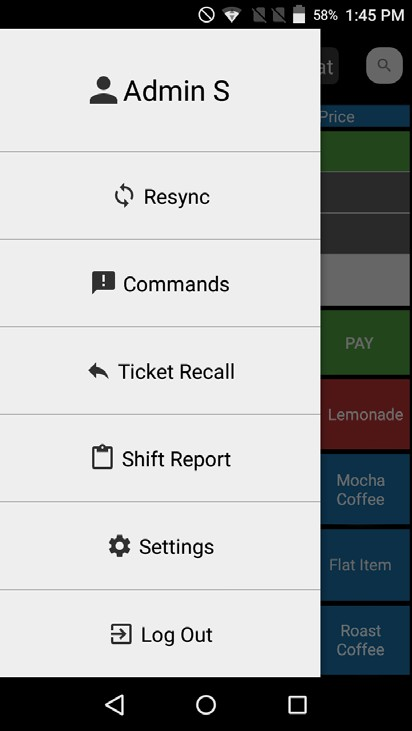 58% 1:45 PM
Admin S
at
Price
Resync
Commands
Ticket Recall
PAY
Lemonade
Shift Report
Mocha
Coffee
Settings
Flat Item
Log Out
Roast
Coffee